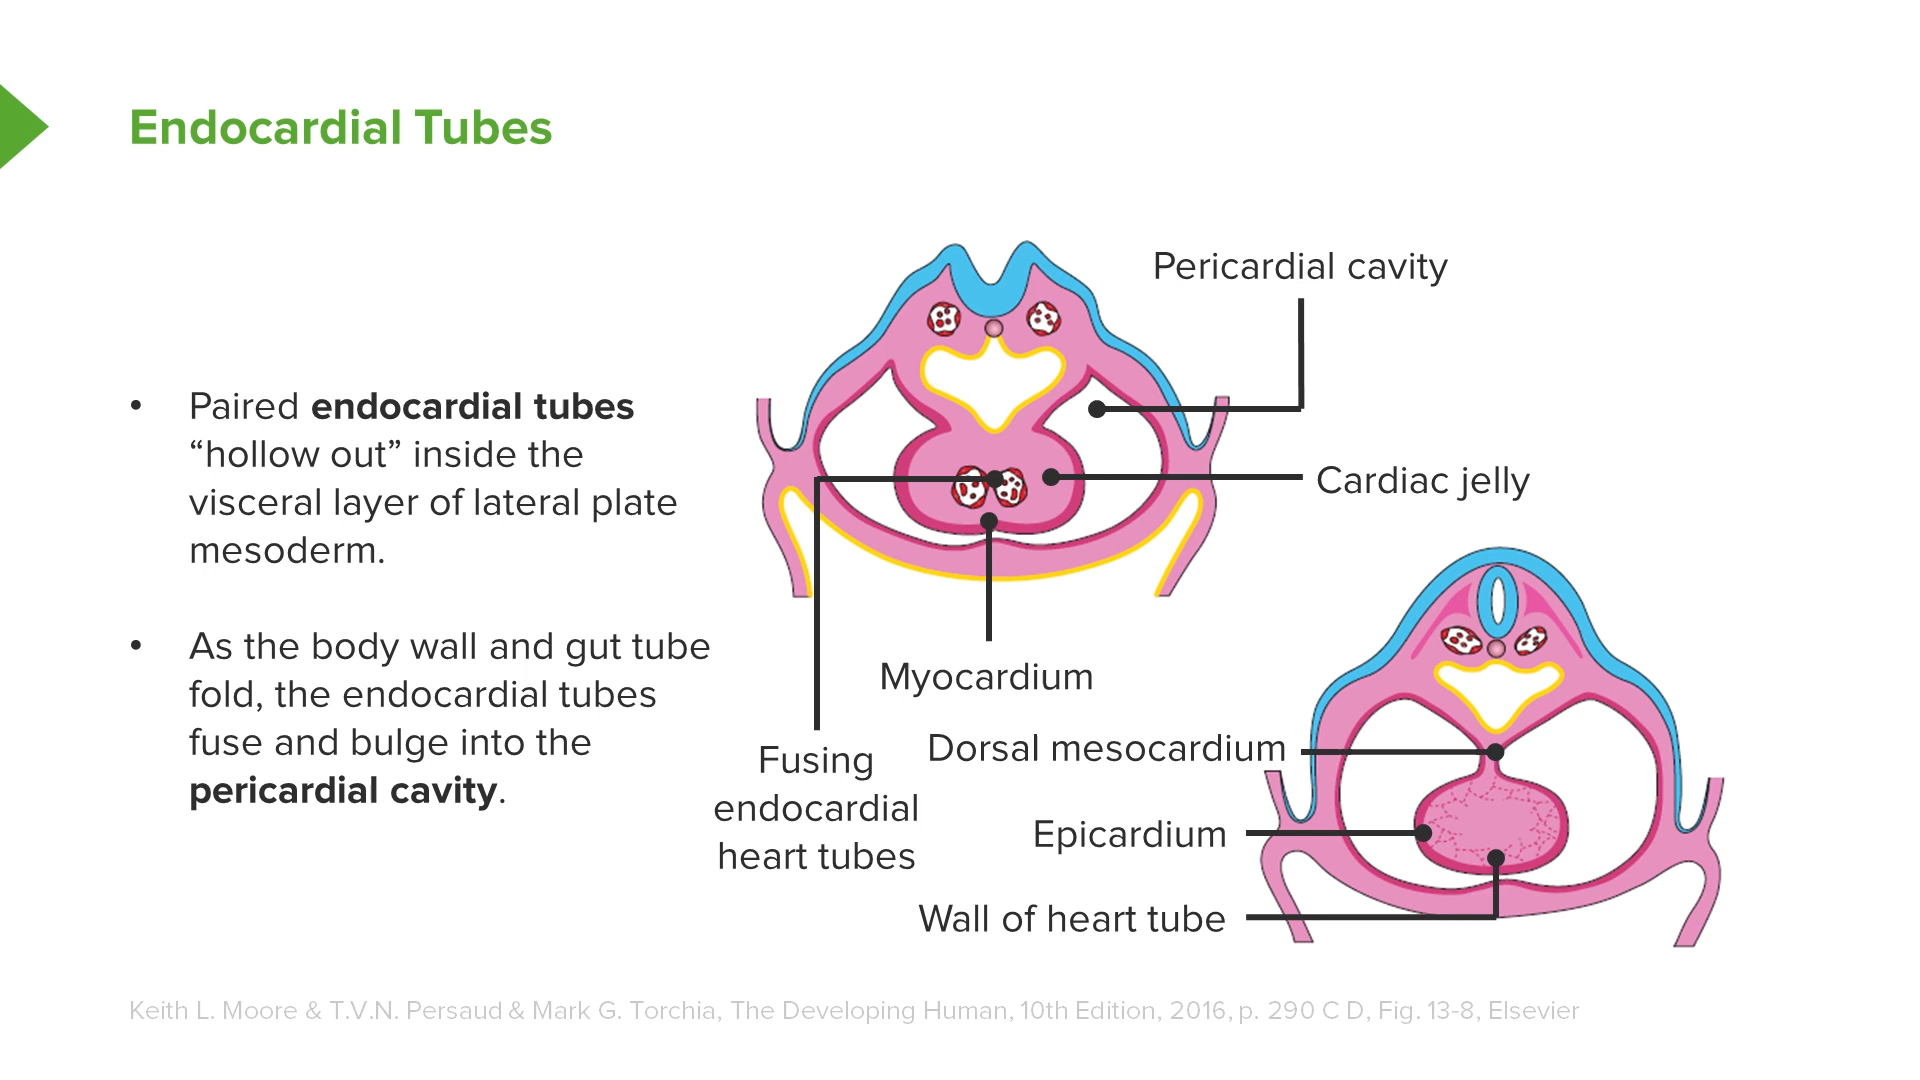 Endocardial Tubes
• Paired endocardial tubes
“hollow out” inside the
visceral layer of lateral plate
mesoderm.
• As the body wall and gut tube
fold, the endocardial tubes
fuse and bulge into the
pericardial cavity.
Pericardial cavity
Cardiac jelly
Myocardium
Fusing
endocardial
heart tubes
Dorsal mesocardium
Epicardium
Wall of heart tube
Keith L. Moore & T.V.N. Persaud & Mark G. Torchia, The Developing Human, 10th Edition, 2016, p. 290 C D, Fig. 13-8, Elsevier